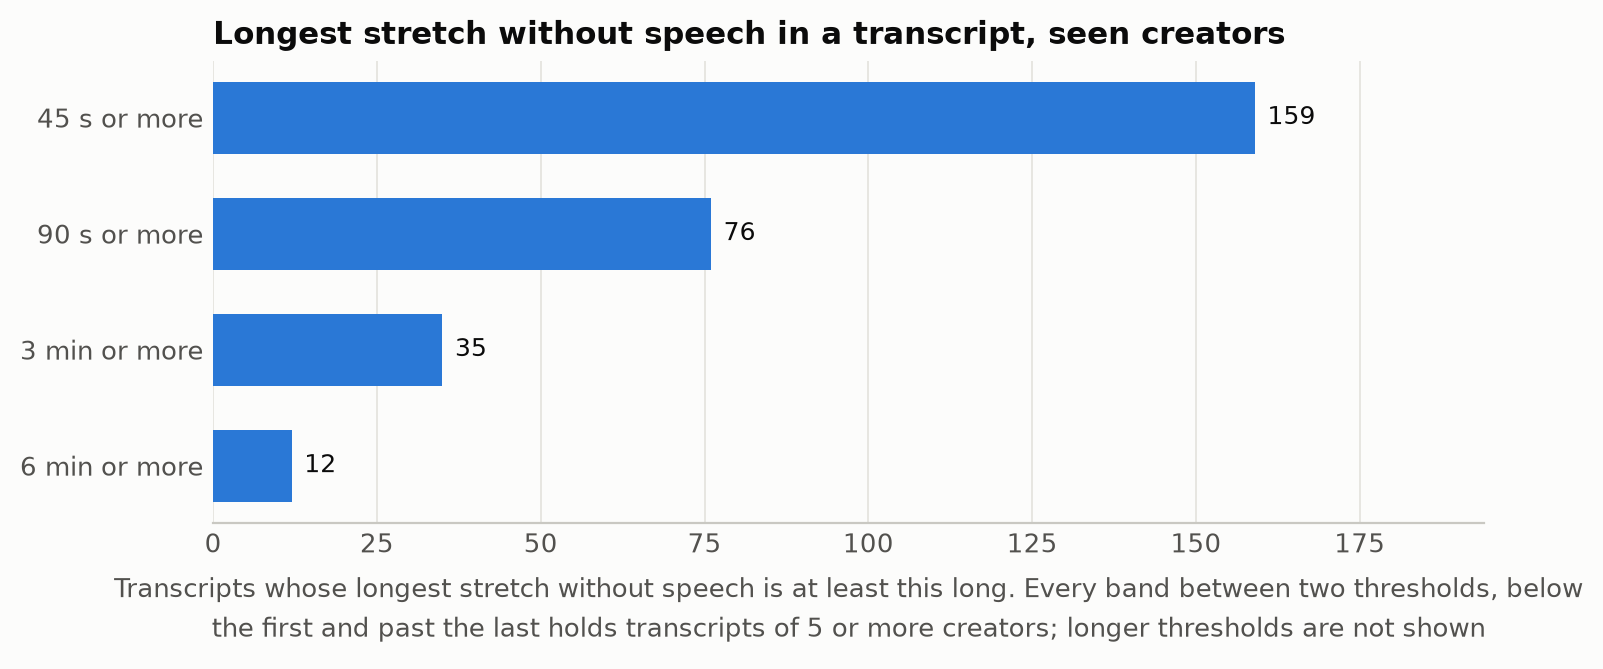 Longest stretch without speech in a transcript, seen creators
45 s or more
159
90 s or more
76
3 min or more
35
6 min or more
12
0 25 50 75 100 125 150 175
Transcripts whose longest stretch without speech is at least this long. Every band between two thresholds, below
the first and past the last holds transcripts of 5 or more creators; longer thresholds are not shown